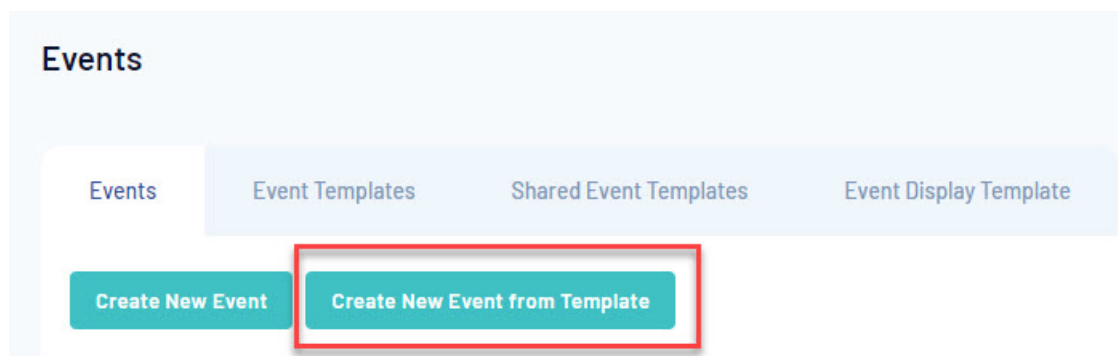 Events
Events Event Templates Shared Event Templates Event Display Template
Create New Event Create New Event from Template